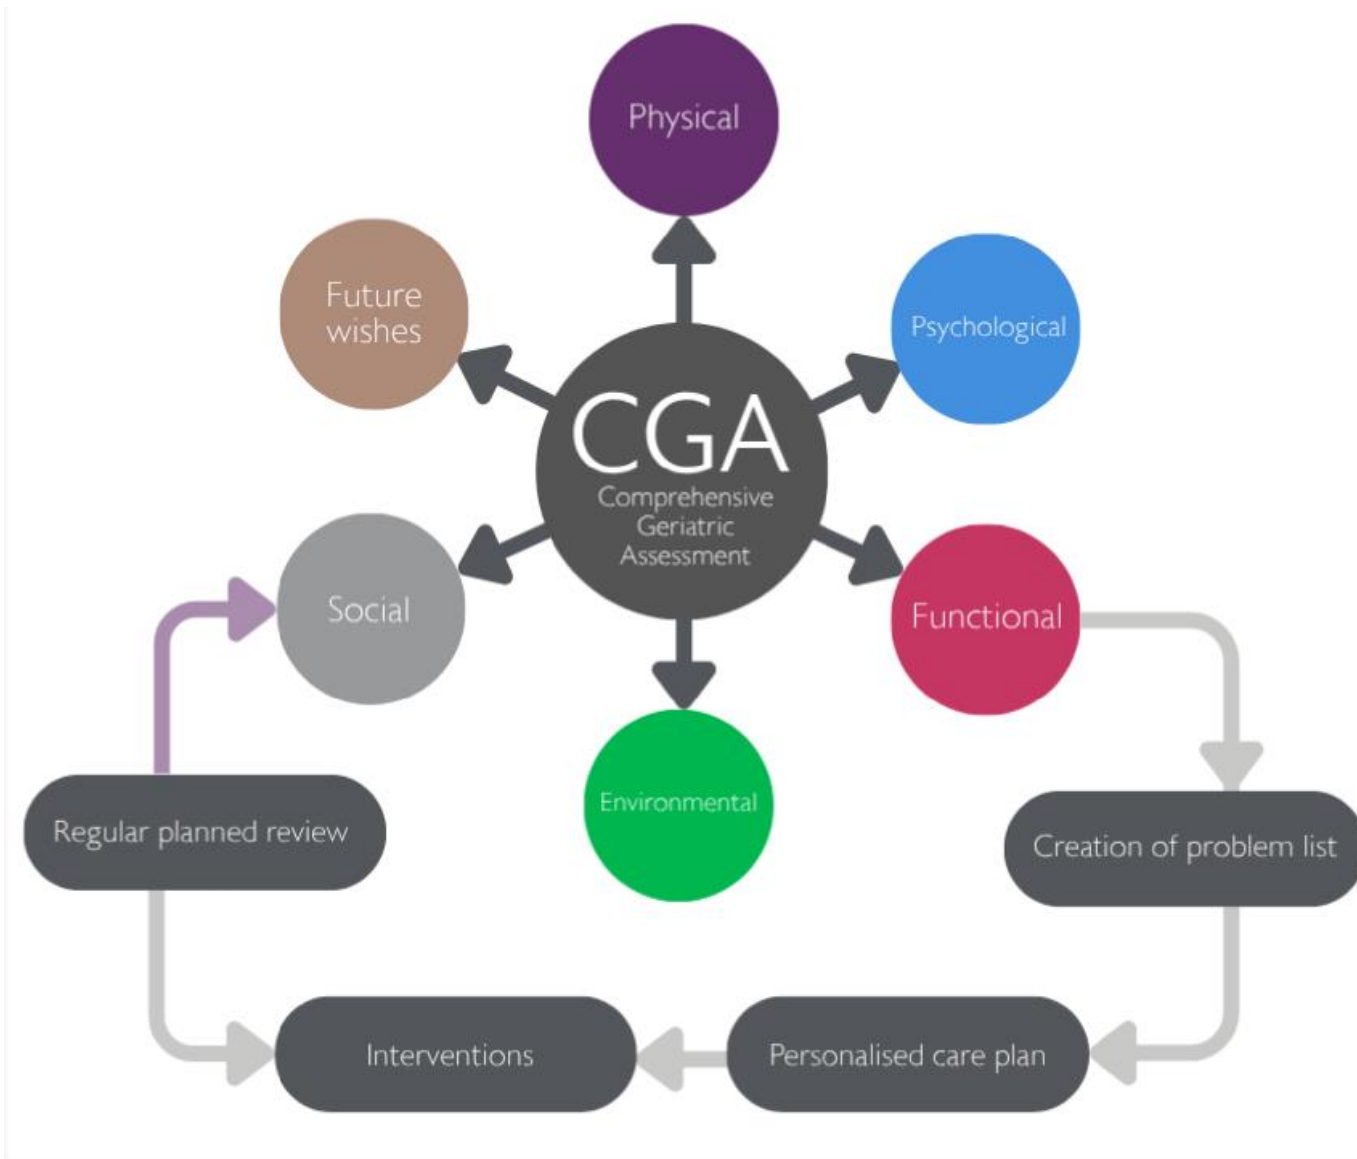 Physical
Future
wishes
Psychological
CGA
Comprehensive
Geriatric
Assessment
Social
Functional
Environmental
Regular planned review
Creation of problem list
Interventions
Personalised care plan